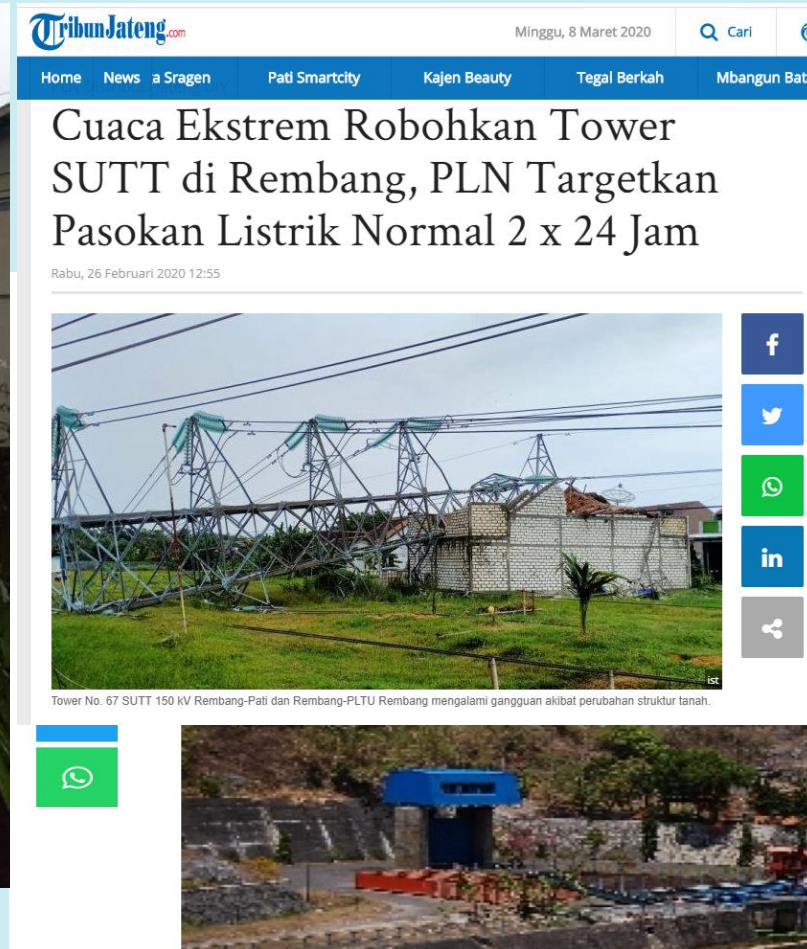 TribunJateng.com
Minggu, 8 Maret 2020
Cari
Home News a Sragen Pati Smartcity Kajen Beauty Tegal Berkah Mbangun Bat
Cuaca Ekstrem Robohkan Tower
SUTT di Rembang, PLN Targetkan
Pasokan Listrik Normal 2 x 24 Jam
Rabu, 26 Februari 2020 12:55
f
in
ist
Tower No. 67 SUTT 150 kV Rembang-Pati dan Rembang-PLTU Rembang mengalami gangguan akibat perubahan struktur tanah.